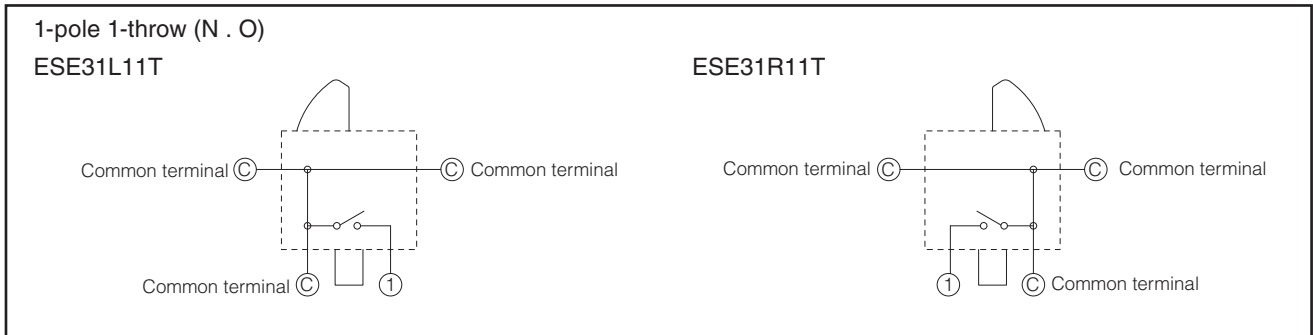 1-pole 1-throw (N . O)
ESE31L11T
Common terminal Ⓒ Ⓒ Common terminal
Common terminal Ⓒ ①
ESE31R11T
Common terminal Ⓒ Ⓒ Common terminal
① Ⓒ Common terminal